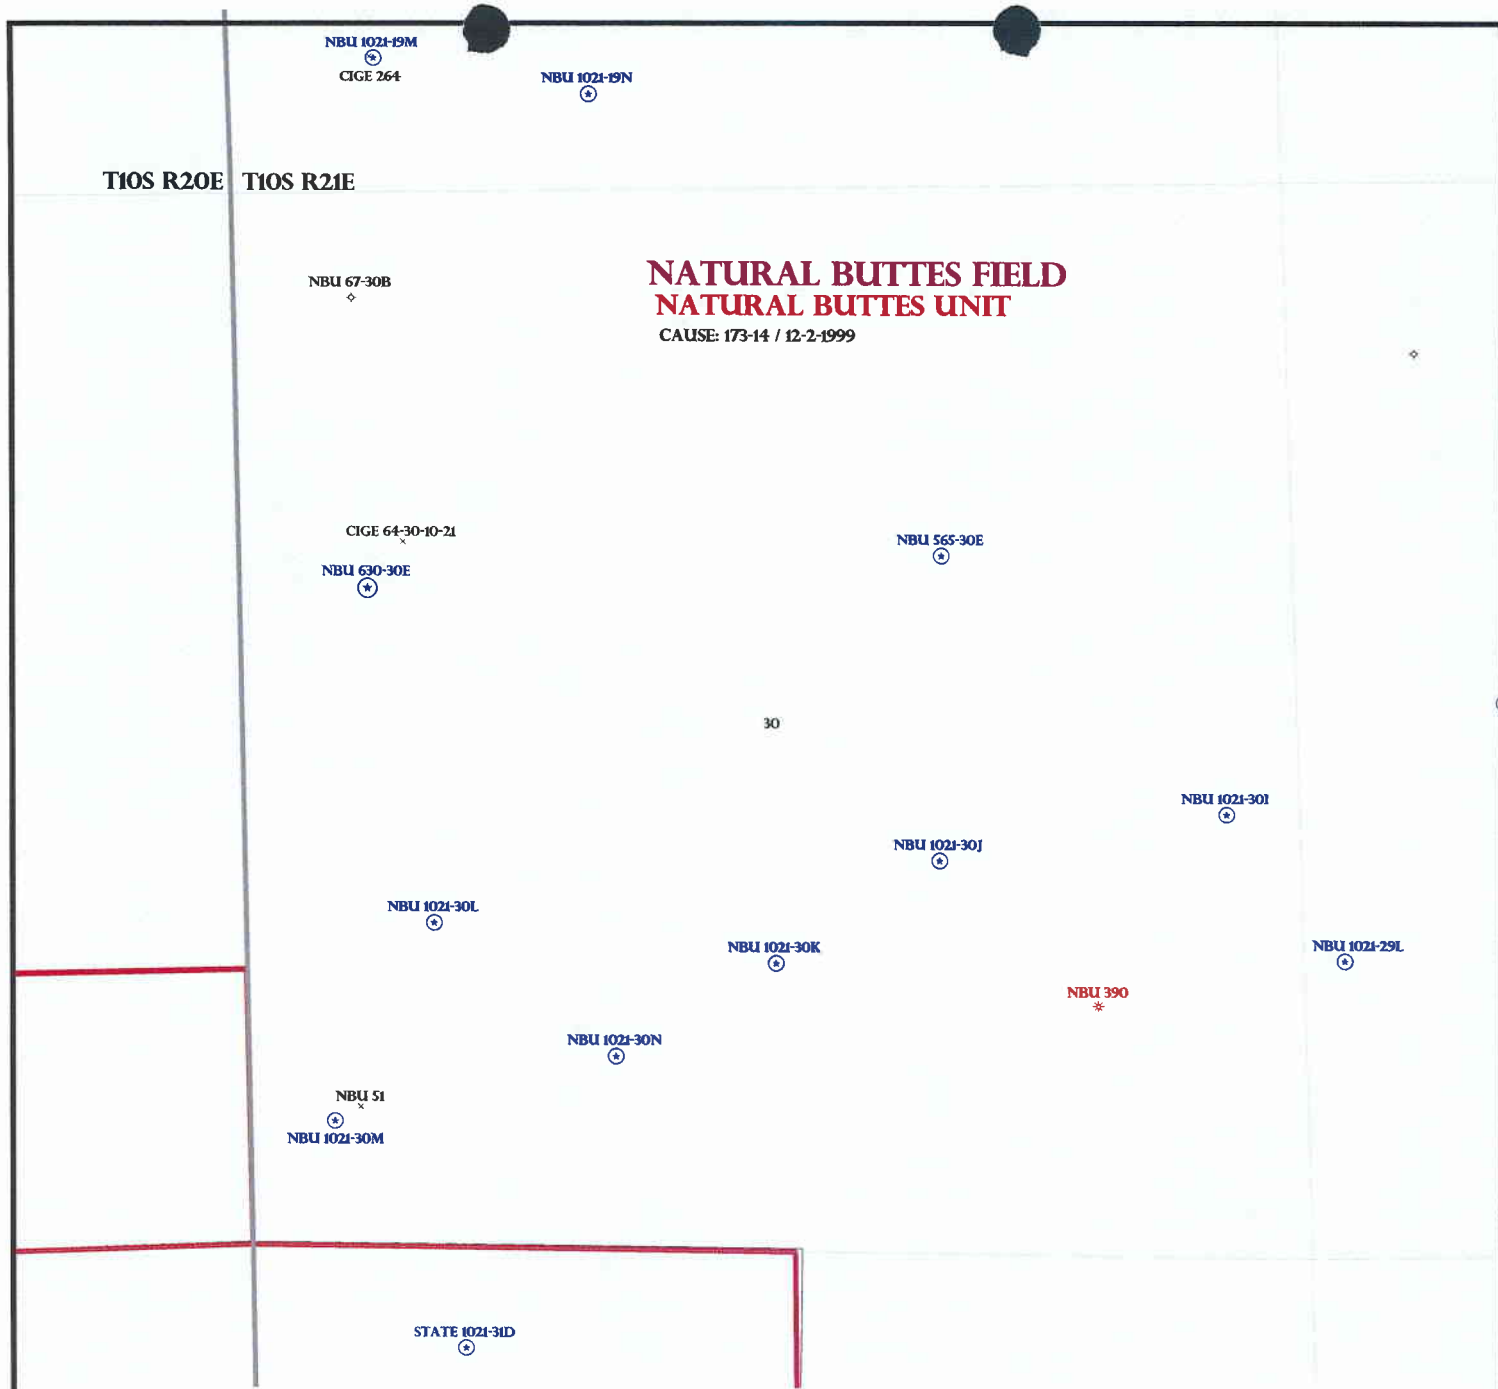 NBU 1021-19M
CIGE 264
NBU 1021-19N
T10S R20E T10S R21E
NATURAL BUTTES FIELD
NBU 67-30B
NATURAL BUTTES UNIT
CAUSE: 173-14 / 12-2-1999
CIGE 64-30-10-21
NBU 565-30E
NBU 630-30E
30
NBU 1021-30I
NBU 1021-30J
NBU 1021-30L
NBU 1021-30K
NBU 1021-29L
NBU 390
NBU 1021-30N
NBU 51
NBU 1021-30M
STATE 1021-31D